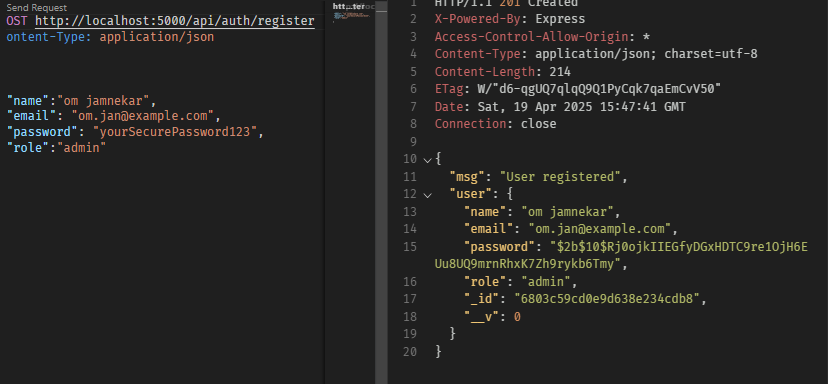 Send Request
OST http://localhost:5000/api/auth/register
ontent-Type: application/json
"name":"om jamnekar",
"email": "om.jan@example.com",
"password": "yourSecurePassword123",
"role":"admin"
1 HTTP/1.1 201 Created
2 X-Powered-By: Express
3 Access-Control-Allow-Origin: *
4 Content-Type: application/json; charset=utf-8
5 Content-Length: 214
6 ETag: W/"d6-qgUQ7qlqQ9Q1PyCqk7qaEmCvV50"
7 Date: Sat, 19 Apr 2025 15:47:41 GMT
8 Connection: close
9
10 {
11 "msg": "User registered",
12 "user": {
13 "name": "om jamnekar",
14 "email": "om.jan@example.com",
15 "password": "$2b$10$Rj0ojkIIEGfyDGxHDTC9re1OjH6E
Uu8UQ9mrnRhxK7Zh9rykb6Tmy",
16 "role": "admin",
17 "_id": "6803c59cd0e9d638e234cdb8",
18 "__v": 0
19 }
20 }